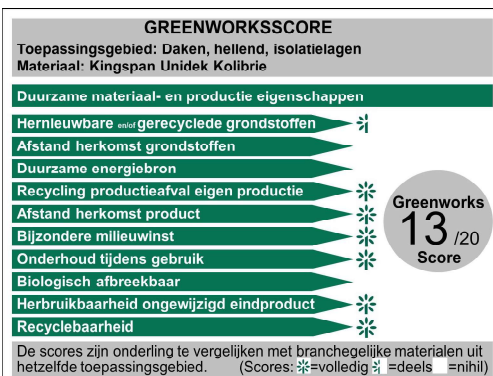 GREENWORKSSCORE
Toepassingsgebied: Daken, hellend, isolatielagen
Materiaal: Kingspan Unidek Kolibrie
Duurzame materiaal- en productie eigenschappen
Hernieuwbare en/of gerecyclede grondstoffen
Afstand herkomst grondstoffen
Duurzame energiebron
Recycling productieafval eigen productie
Afstand herkomst product
Bijzondere milieuwinst
Onderhoud tijdens gebruik
Biologisch afbreekbaar
Herbruikbaarheid ongewijzigd eindproduct
Recyclebaarheid
Greenworks
13 /20
Score
De scores zijn onderling te vergelijken met branchegelijke materialen uit
hetzelfde toepassingsgebied. (Scores: =volledig =deels =nihil)